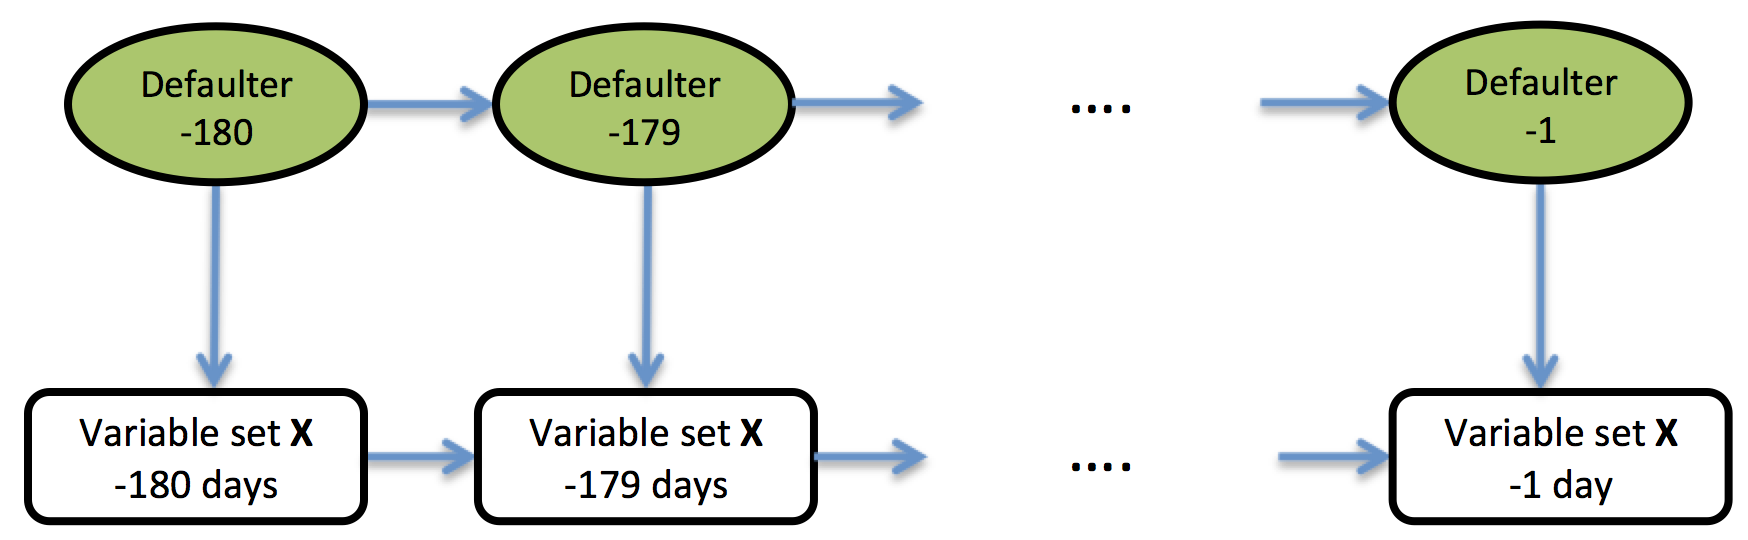 Defaulter
-180
Defaulter
-179
....
Defaulter
-1
Variable set X
-180 days
Variable set X
-179 days
....
Variable set X
-1 day